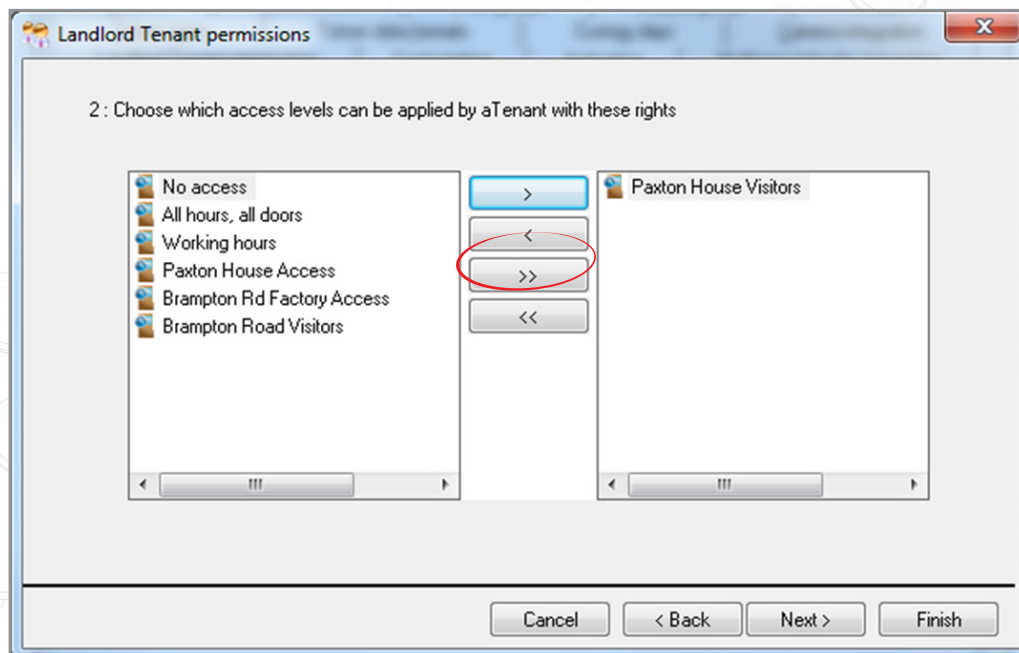 Landlord Tenant permissions
2 : Choose which access levels can be applied by aTenant with these rights
No access
All hours, all doors
Working hours
Paxton House Access
Brampton Rd Factory Access
Brampton Road Visitors
>
<
>>
<<
Paxton House Visitors
Cancel
< Back
Next >
Finish